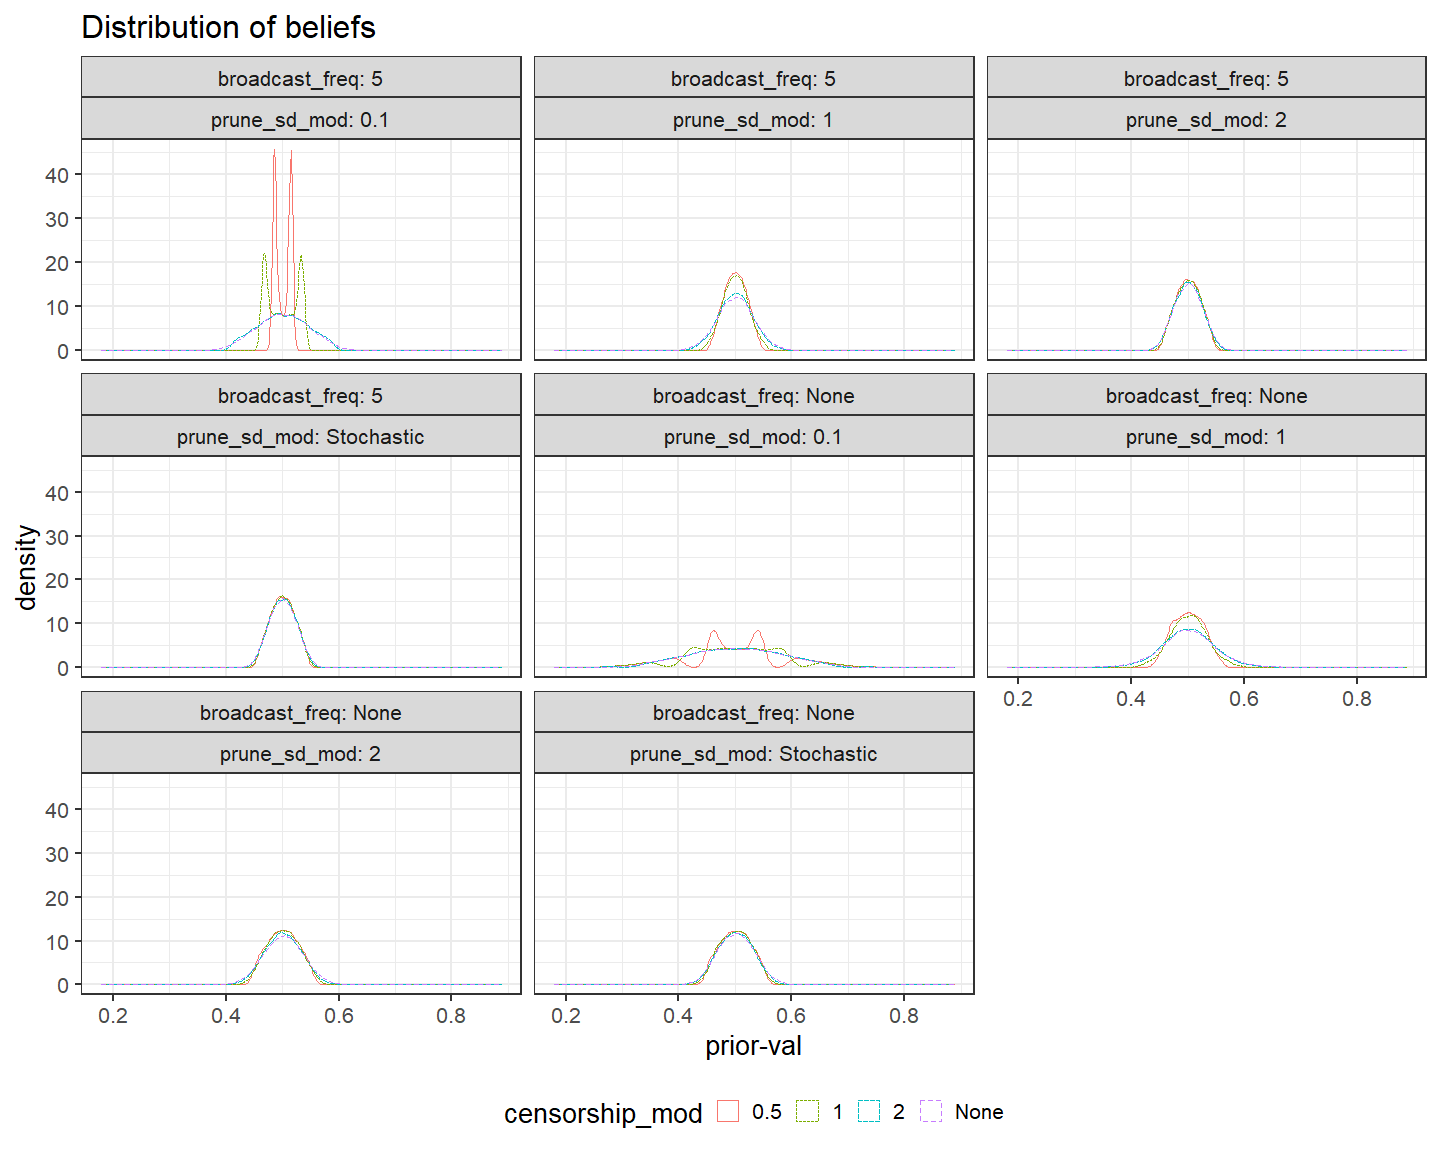 Distribution of beliefs
broadcast_freq: 5
broadcast_freq: 5
broadcast_freq: 5
prune_sd_mod: 0.1
prune_sd_mod: 1
prune_sd_mod: 2
40
30
20
10
0
broadcast_freq: 5
broadcast_freq: None
broadcast_freq: None
prune_sd_mod: Stochastic
prune_sd_mod: 0.1
prune_sd_mod: 1
density
40
30
20
10
0
0.2 0.4 0.6 0.8
broadcast_freq: None
broadcast_freq: None
prune_sd_mod: 2
prune_sd_mod: Stochastic
40
30
20
10
0
0.2 0.4 0.6 0.8
0.2 0.4 0.6 0.8
prior-val
censorship_mod 0.5 1 2 None